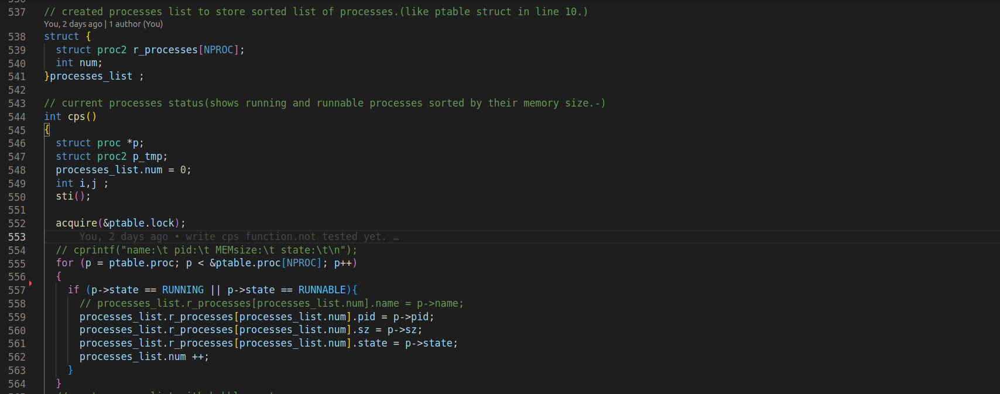 537 // created processes list to store sorted list of processes.(like ptable struct in line 10.)
You, 2 days ago | 1 author (You)
538 struct {
539 struct proc2 r_processes[NPROC];
540 int num;
541 }processes_list ;
542
543 // current processes status(shows running and runnable processes sorted by their memory size.-)
544 int cps()
545 {
546 struct proc *p;
547 struct proc2 p_tmp;
548 processes_list.num = 0;
549 int i,j ;
550 sti();
551
552 acquire(&ptable.lock);
553 You, 2 days ago • write cps function.not tested yet. …
554 // cprintf("name:\t pid:\t MEMsize:\t state:\t\n");
555 for (p = ptable.proc; p < &ptable.proc[NPROC]; p++)
556 {
557 if (p->state == RUNNING || p->state == RUNNABLE){
558 // processes_list.r_processes[processes_list.num].name = p->name;
559 processes_list.r_processes[processes_list.num].pid = p->pid;
560 processes_list.r_processes[processes_list.num].sz = p->sz;
561 processes_list.r_processes[processes_list.num].state = p->state;
562 processes_list.num ++;
563 }
564 }